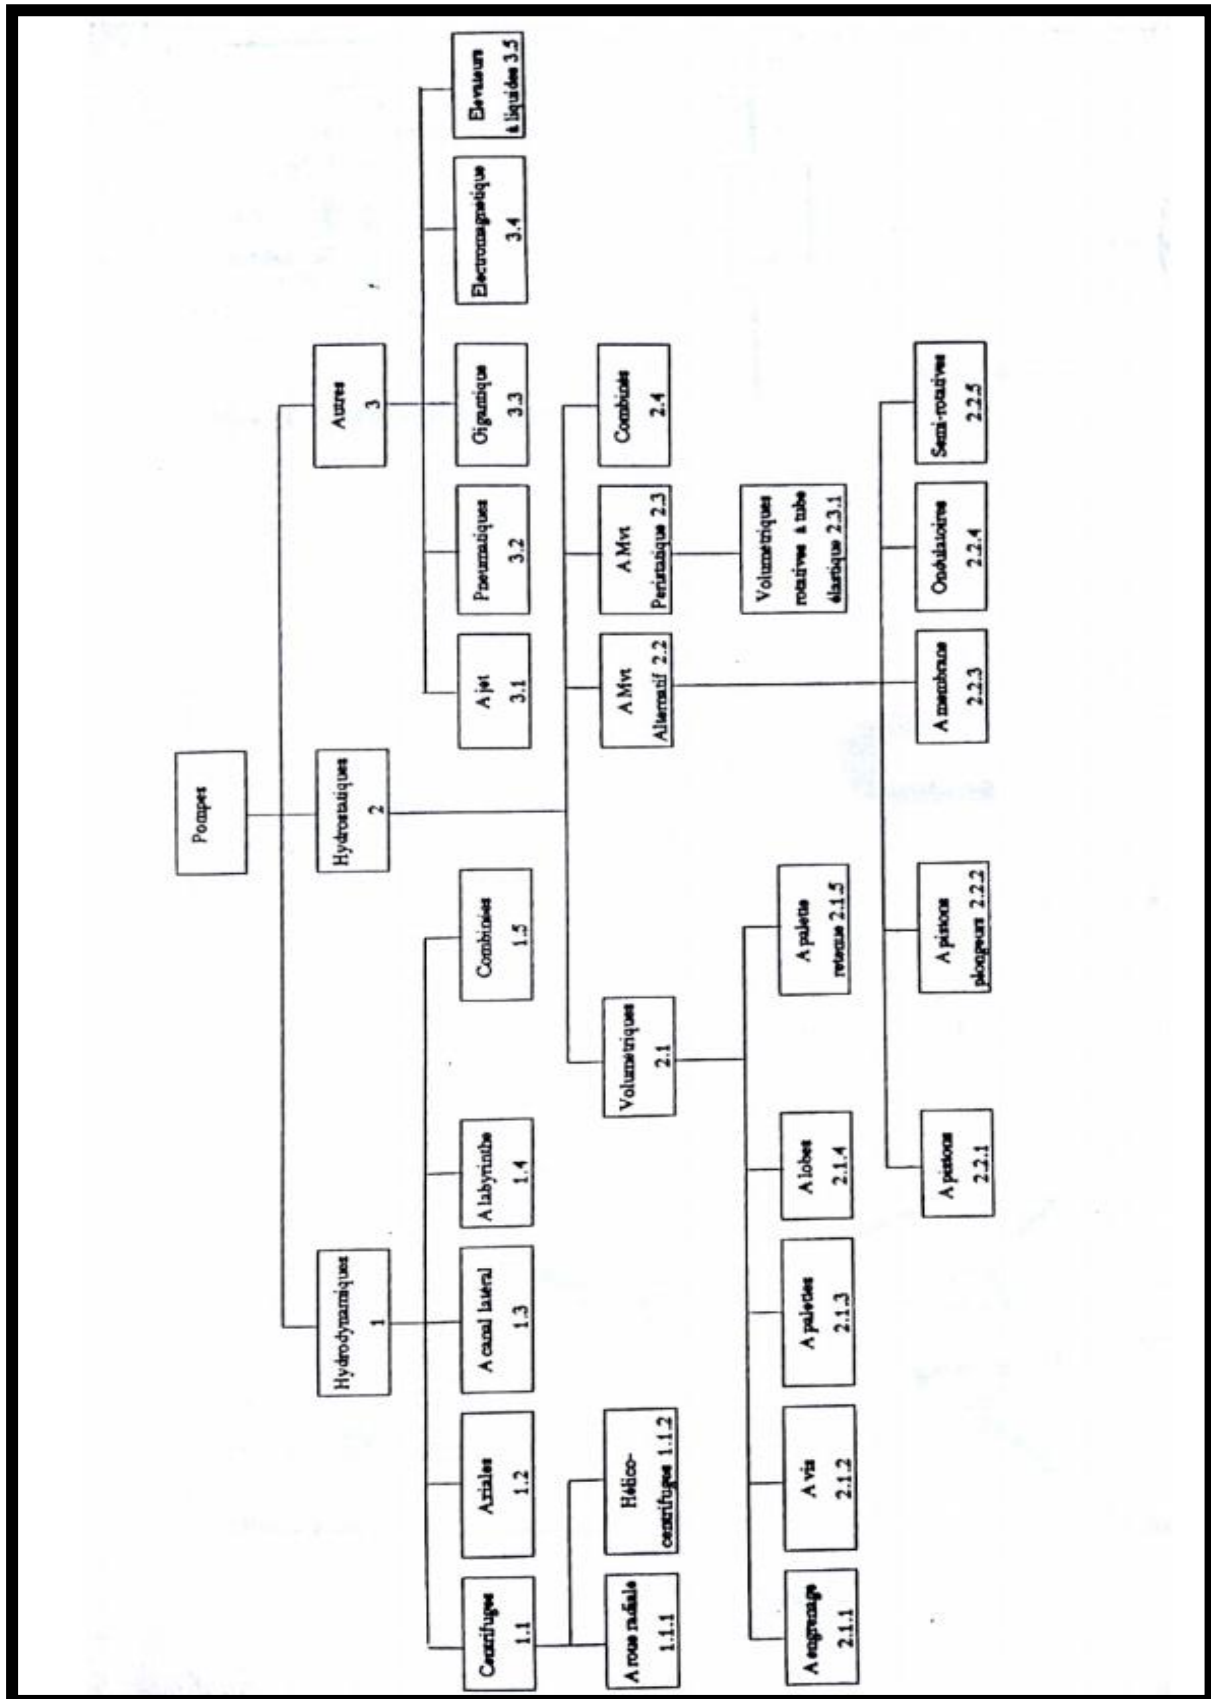 Pompes
Hydrodynamiques
1
Hydrostatiques
2
Autres
3
Centrifuges
1.1
Axiales
1.2
A canal latéral
1.3
A labyrinthe
1.4
Combinées
1.5
A jet
3.1
Pneumatiques
3.2
Gigantique
3.3
Electromagnétique
3.4
Elevateurs
à liquides 3.5
A roue radiale
1.1.1
Hélico-
centrifuges 1.1.2
Volumétriques
2.1
A Mvt
Alternatif 2.2
A Mvt
Peristatique 2.3
Combinés
2.4
A engrenage
2.1.1
A vis
2.1.2
A palettes
2.1.3
A lobes
2.1.4
A palette
retenue 2.1.5
Volumétriques
rotatives à tube
élastique 2.3.1
A pistons
2.2.1
A pistons
plongeurs 2.2.2
A membrane
2.2.3
Ondulatoires
2.2.4
Semi-rotatives
2.2.5